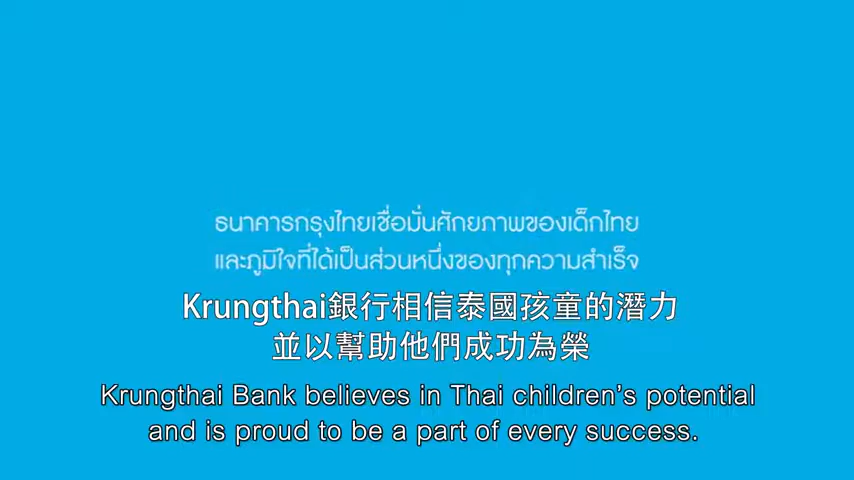 ธนาคารกรุงไทยเชื่อมั่นศักยภาพของเด็กไทย
และภูมิใจที่ได้เป็นส่วนหนึ่งของทุกความสำเร็จ
Krungthai銀行相信泰國孩童的潛力
並以幫助他們成功為榮
Krungthai Bank believes in Thai children's potential
and is proud to be a part of every success.